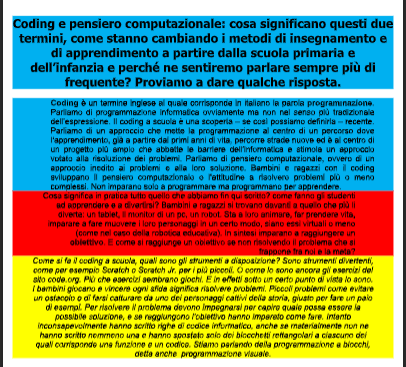 Coding e pensiero computazionale: cosa significano questi due
termini, come stanno cambiando i metodi di insegnamento e
di apprendimento a partire dalla scuola primaria e
dell'infanzia e perché ne sentiremo parlare sempre più di
frequente? Proviamo a dare qualche risposta.
Coding è un termine inglese al quale corrisponde in italiano la parola programmazione.
Parliamo di programmazione informatica ovviamente ma non nel senso più tradizionale
dell'espressione. Il coding a scuola è una scoperta – se così possiamo definirla – recente.
Parliamo di un approccio che mette la programmazione al centro di un percorso dove
l'apprendimento, già a partire dai primi anni di vita, percorre strade nuove ed è al centro di
un progetto più ampio che abbatte le barriere dell'informatica e stimola un approccio
votato alla risoluzione dei problemi. Parliamo di pensiero computazionale, ovvero di un
approccio inedito ai problemi e alla loro soluzione. Bambini e ragazzi con il coding
sviluppano il pensiero computazionale o l'attitudine a risolvere problemi più o meno
complessi. Non imparano solo a programmare ma programmano per apprendere.
Cosa significa in pratica tutto quello che abbiamo fin qui scritto? come fanno gli studenti
ed apprendere e a divertirsi? Bambini e ragazzi si trovano davanti a quello che più li
diverte: un tablet, il monitor di un pc, un robot. Sta a loro animare, far prendere vita,
imparare a fare muovere i loro personaggi in un certo modo, siano essi virtuali o meno
(come nel caso della robotica educativa). In sintesi imparano a raggiungere un
obiettivo. E come si raggiunge un obiettivo se non risolvendo il problema che si
frappone tra noi e la meta?
Come si fa il coding a scuola, quali sono gli strumenti a disposizione? Sono strumenti divertenti,
come per esempio Scratch o Scratch Jr. per i più piccoli. O come lo sono ancora gli esercizi del
sito code.org. Più che esercizi sembrano giochi. E in effetti sotto un certo punto di vista lo sono.
I bambini giocano e vincere ogni sfida significa risolvere problemi. Piccoli problemi come evitare
un ostacolo o di farsi catturare da uno dei personaggi cattivi della storia, giusto per fare un paio
di esempi. Per risolvere il problema devono impegnarsi per capire quale possa essere la
possibile soluzione, e se raggiungono l'obiettivo hanno imparato come fare. Intanto
inconsapevolmente hanno scritto righe di codice informatico, anche se materialmente non ne
hanno scritto nemmeno una e hanno spostato solo dei blocchetti rettangolari a ciascuno dei
quali corrisponde una funzione e un codice. Stiamo parlando della programmazione a blocchi,
detta anche programmazione visuale.